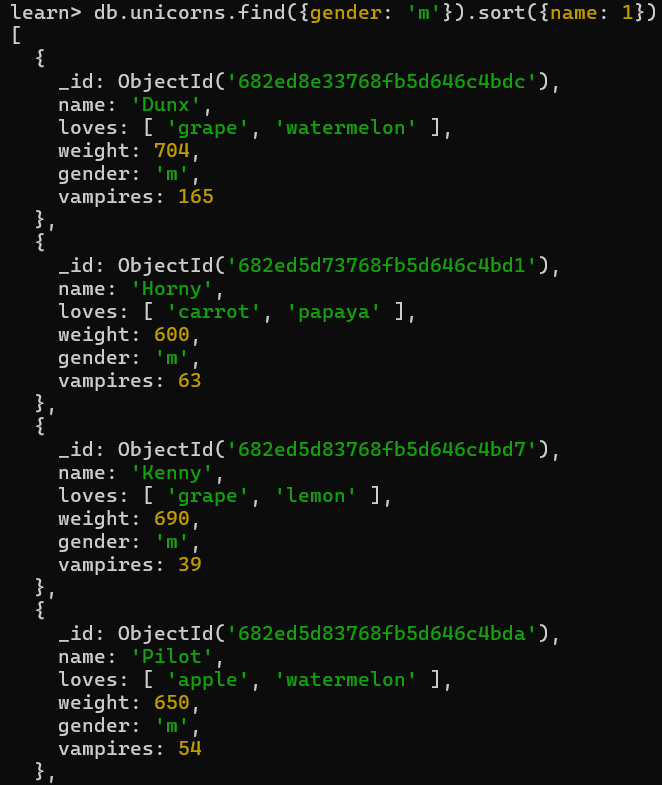 learn> db.unicorns.find({gender: 'm'}).sort({name: 1})
[
  {
    _id: ObjectId('682ed8e33768fb5d646c4bdc'),
    name: 'Dunx',
    loves: [ 'grape', 'watermelon' ],
    weight: 704,
    gender: 'm',
    vampires: 165
  },
  {
    _id: ObjectId('682ed5d73768fb5d646c4bd1'),
    name: 'Horny',
    loves: [ 'carrot', 'papaya' ],
    weight: 600,
    gender: 'm',
    vampires: 63
  },
  {
    _id: ObjectId('682ed5d83768fb5d646c4bd7'),
    name: 'Kenny',
    loves: [ 'grape', 'lemon' ],
    weight: 690,
    gender: 'm',
    vampires: 39
  },
  {
    _id: ObjectId('682ed5d83768fb5d646c4bda'),
    name: 'Pilot',
    loves: [ 'apple', 'watermelon' ],
    weight: 650,
    gender: 'm',
    vampires: 54
  },